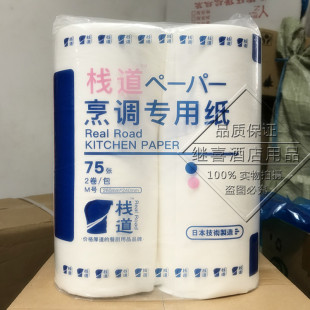 栈道ペーパー
烹调专用纸
Real Road
KITCHEN PAPER
75张
2卷/包
M号
栈道
Real Road
日本技術製造
品质保证
继喜酒店用品
100% 实物拍摄
盗图必究